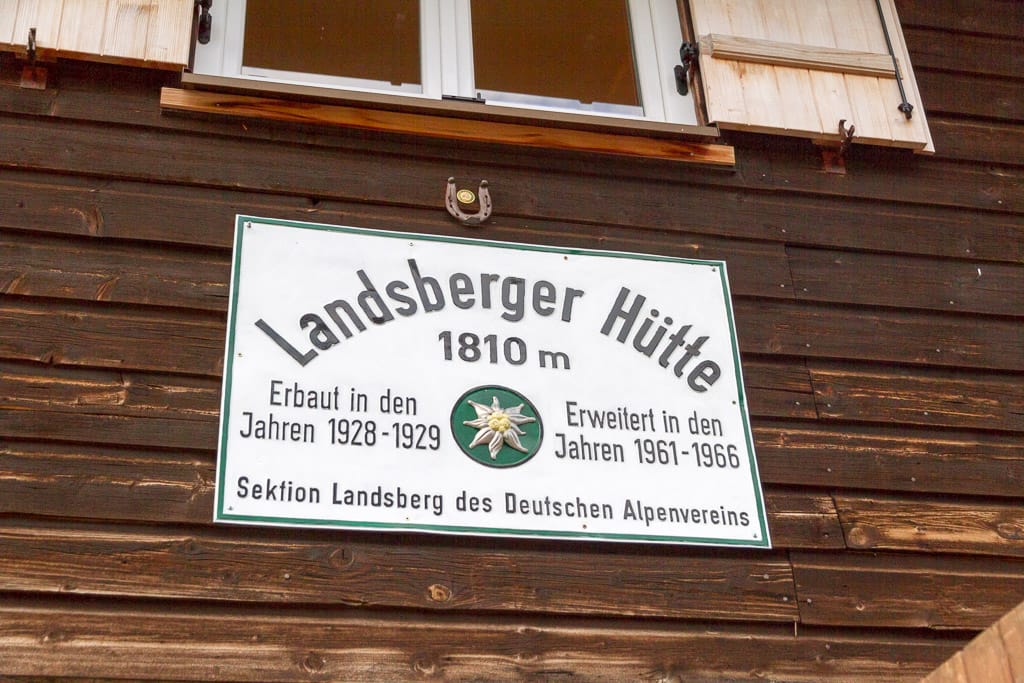 Landsberger Hütte
1810 m
Erbaut in den
Jahren 1928-1929
Erweitert in den
Jahren 1961-1966
Sektion Landsberg des Deutschen Alpenvereins